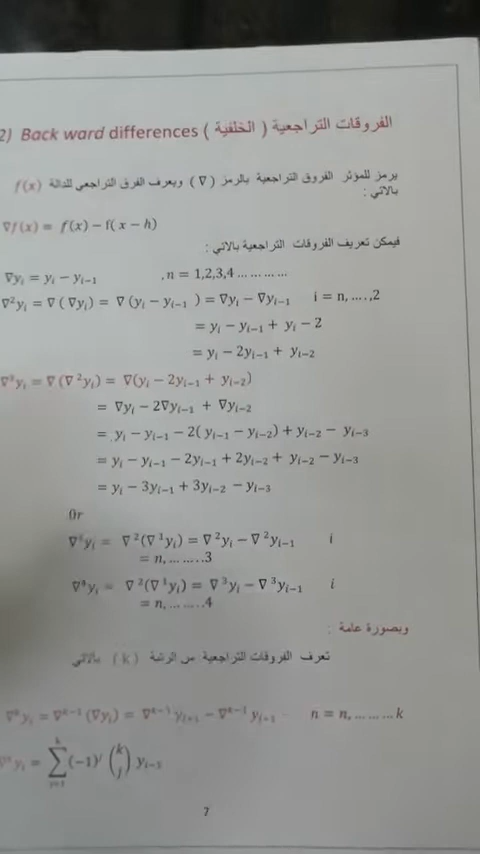 2) Back ward differences الفروقات التراجعية ( الخلفية )
يرمز للمؤثر الفروق التراجعية بالرمز ( ∇ ) ويعرف الفرق التراجعي للدالة f(x)
بالاتي :
∇f(x) = f(x) − f( x − h)
فيمكن تعريف الفروقات التراجعية بالاتي :
∇yᵢ = yᵢ − yᵢ₋₁ , n = 1,2,3,4 … … … …
∇²yᵢ = ∇ ( ∇yᵢ) = ∇ (yᵢ − yᵢ₋₁ ) = ∇yᵢ − ∇yᵢ₋₁ i = n, … . ,2
= yᵢ − yᵢ₋₁ + yᵢ − 2
= yᵢ − 2yᵢ₋₁ + yᵢ₋₂
∇³yᵢ = ∇ (∇ ²yᵢ) = ∇(yᵢ − 2yᵢ₋₁ + yᵢ₋₂)
= ∇yᵢ − 2∇yᵢ₋₁ + ∇yᵢ₋₂
= yᵢ − yᵢ₋₁ − 2( yᵢ₋₁ − yᵢ₋₂) + yᵢ₋₂ − yᵢ₋₃
= yᵢ − yᵢ₋₁ − 2yᵢ₋₁ + 2yᵢ₋₂ + yᵢ₋₂ − yᵢ₋₃
= yᵢ − 3yᵢ₋₁ + 3yᵢ₋₂ − yᵢ₋₃
Or
∇ ²(∇ ¹yᵢ) = ∇ ²yᵢ − ∇ ²yᵢ₋₁ i
= n, … … . .3
∇⁴yᵢ = ∇ ²(∇ ¹yᵢ) = ∇ ³yᵢ − ∇ ³yᵢ₋₁ i
= n, … … . .4
وبصورة عامة :
تعرف الفروقات التراجعية من الرتبة ( k ) بالاتي
∇ᵏyᵢ = ∇ᵏ⁻¹ (∇yᵢ) = n = n, … … … k
(−1)ʲ
7